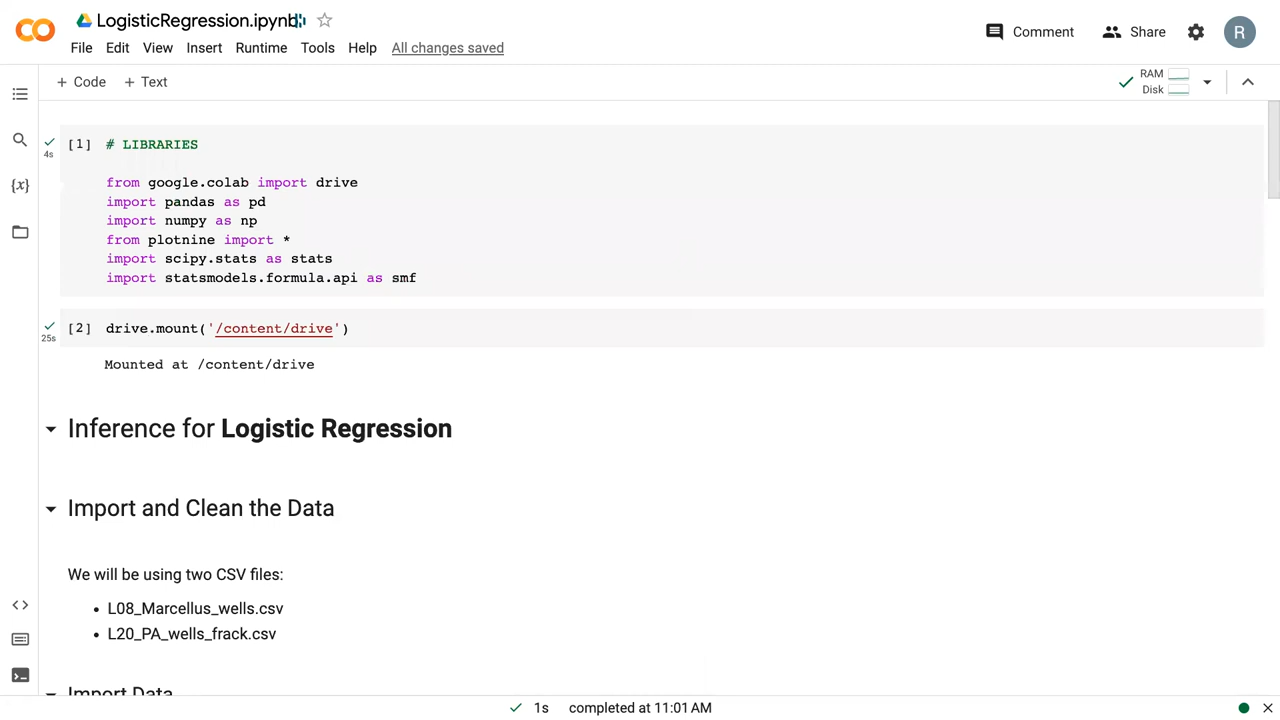 LogisticRegression.ipynb
File Edit View Insert Runtime Tools Help All changes saved
Comment Share R
+ Code + Text
RAM
Disk
[1] # LIBRARIES
4s
from google.colab import drive
import pandas as pd
import numpy as np
from plotnine import *
import scipy.stats as stats
import statsmodels.formula.api as smf
[2] drive.mount('/content/drive')
25s
Mounted at /content/drive
Inference for Logistic Regression
Import and Clean the Data
We will be using two CSV files:
• L08_Marcellus_wells.csv
• L20_PA_wells_frack.csv
Import Data
1s completed at 11:01 AM